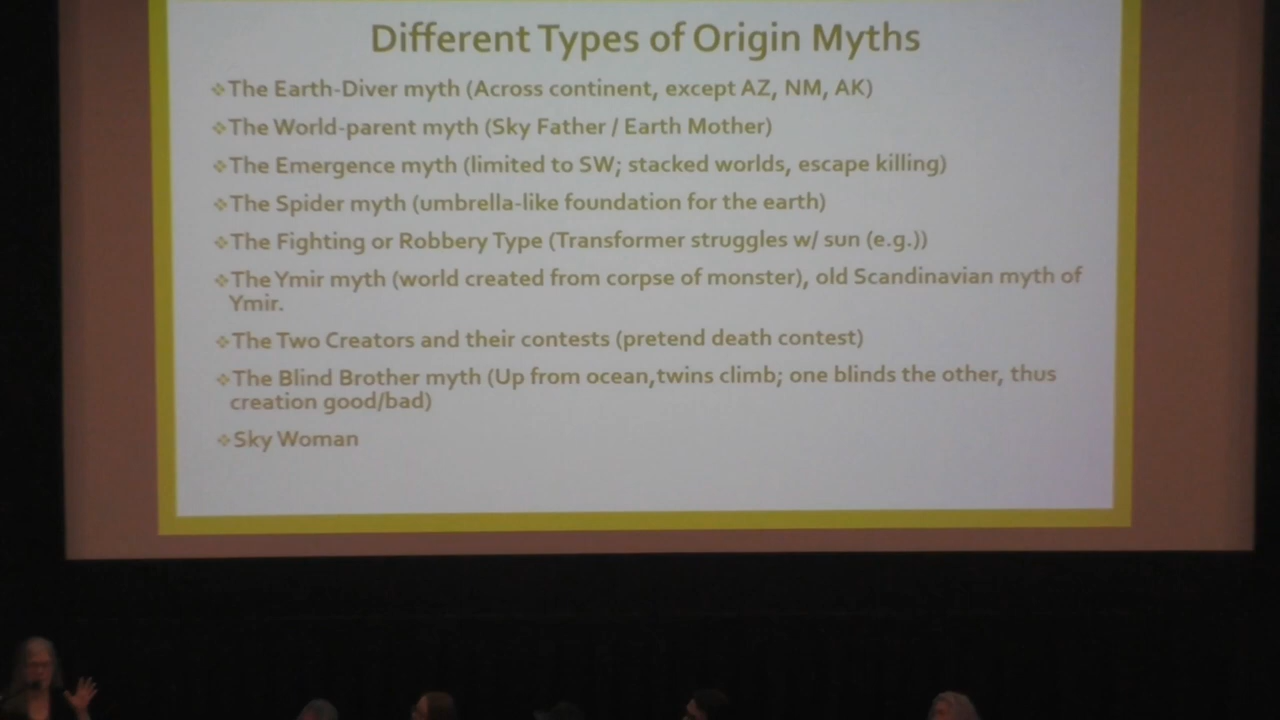 Different Types of Origin Myths
❖The Earth-Diver myth (Across continent, except AZ, NM, AK)
❖The World-parent myth (Sky Father / Earth Mother)
❖The Emergence myth (limited to SW; stacked worlds, escape killing)
❖The Spider myth (umbrella-like foundation for the earth)
❖The Fighting or Robbery Type (Transformer struggles w/ sun (e.g.))
❖The Ymir myth (world created from corpse of monster), old Scandinavian myth of
Ymir.
❖The Two Creators and their contests (pretend death contest)
❖The Blind Brother myth (Up from ocean,twins climb; one blinds the other, thus
creation good/bad)
❖Sky Woman